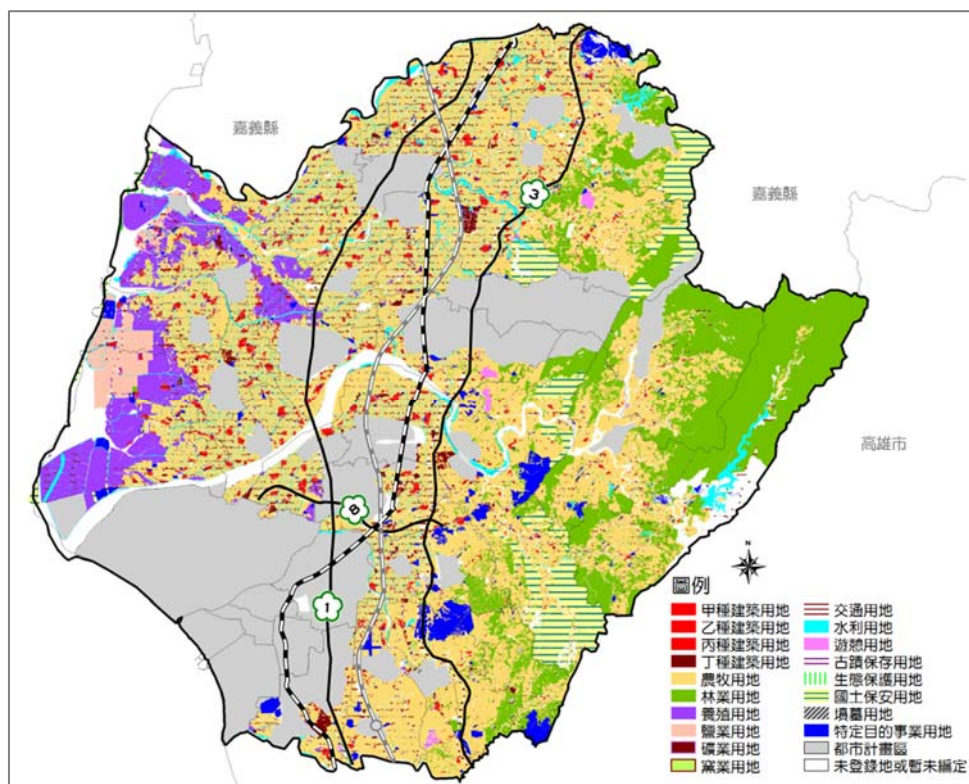 嘉義縣
嘉義縣
3
高雄市
8
1
N
圖例
甲種建築用地
乙種建築用地
丙種建築用地
丁種建築用地
農牧用地
林業用地
養殖用地
鹽業用地
礦業用地
窯業用地
交通用地
水利用地
遊憩用地
古蹟保存用地
生態保護用地
國土保安用地
墳墓用地
特定目的事業用地
都市計畫區
未登錄地或暫未編定